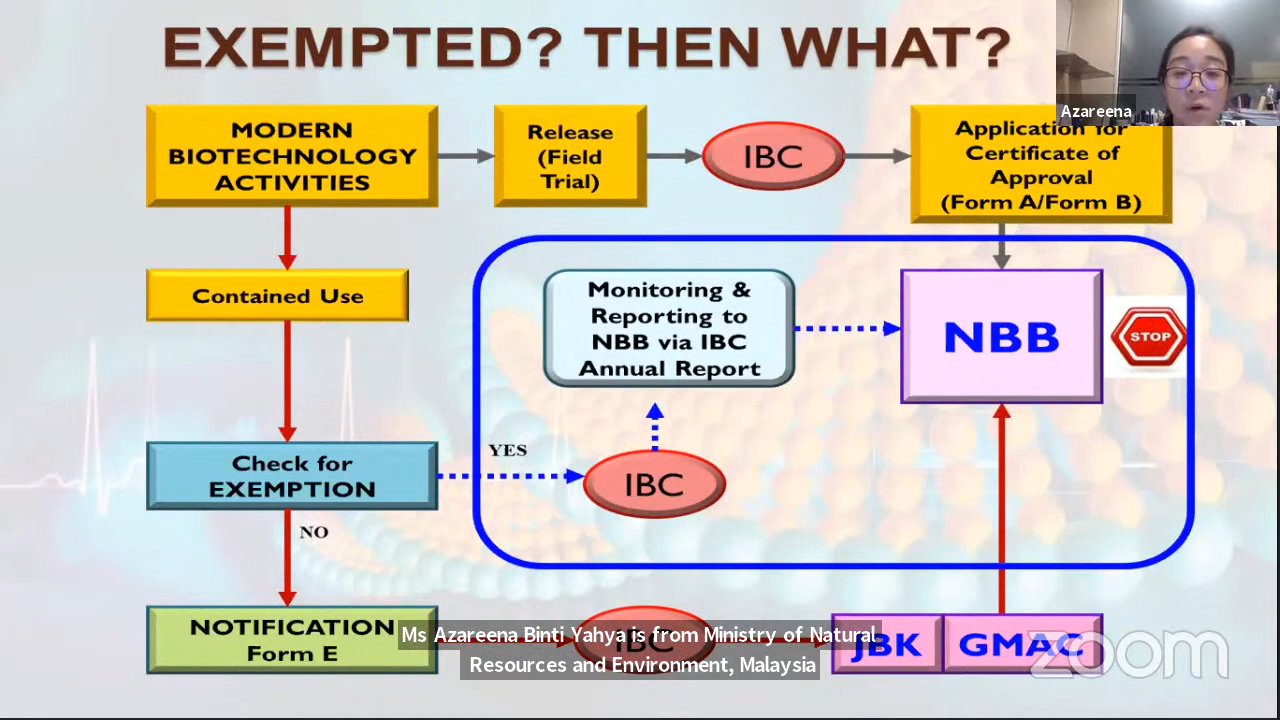 EXEMPTED? THEN WHAT?
Azareena
MODERN
BIOTECHNOLOGY
ACTIVITIES
Release
(Field
Trial)
IBC
Application for
Certificate of
Approval
(Form A/Form B)
Contained Use
Monitoring &
Reporting to
NBB via IBC
Annual Report
NBB
STOP
Check for
EXEMPTION
YES
IBC
NO
NOTIFICATION
Form E
IBC
JBK
GMAC
Ms Azareena Binti Yahya is from Ministry of Natural
Resources and Environment, Malaysia
zoom